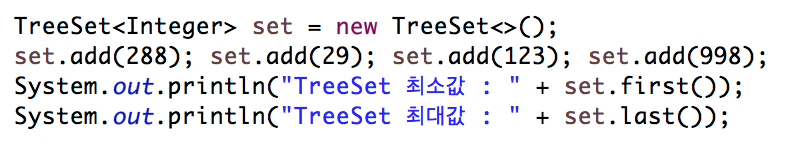 TreeSet<Integer> set = new TreeSet<>();
set.add(288); set.add(29); set.add(123); set.add(998);
System.out.println("TreeSet 최소값 : " + set.first());
System.out.println("TreeSet 최대값 : " + set.last());